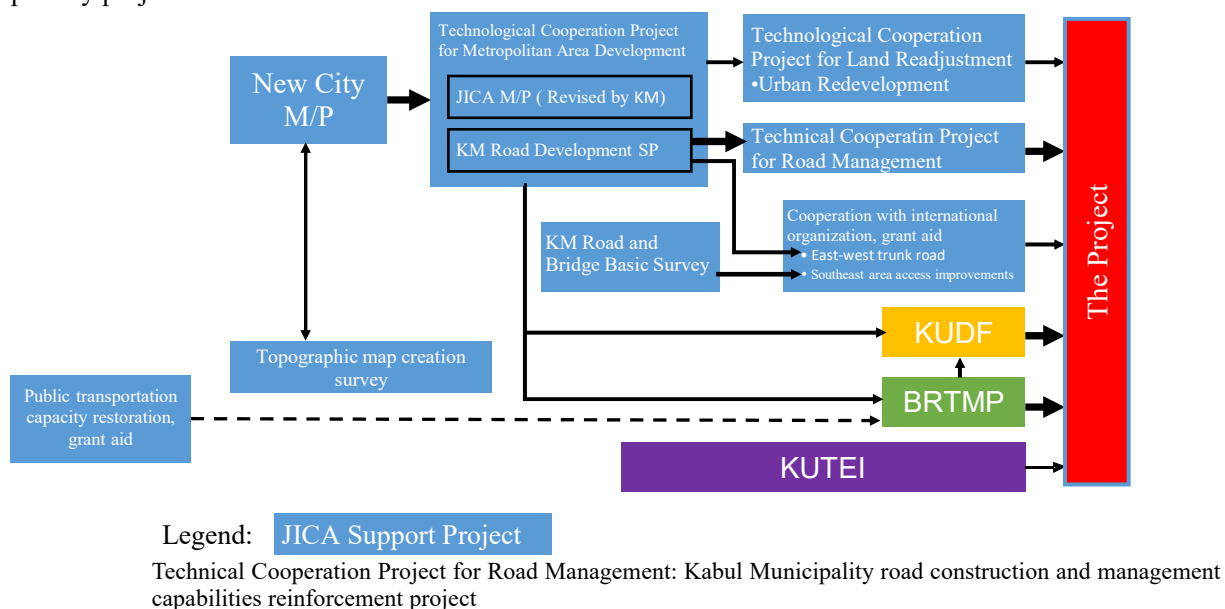 Technological Cooperation Project
for Metropolitan Area Development
JICA M/P ( Revised by KM)
KM Road Development SP
New City
M/P
Technological Cooperation
Project for Land Readjustment
•Urban Redevelopment
Technical Cooperatin Project
for Road Management
Cooperation with international
organization, grant aid
• East-west trunk road
• Southeast area access improvements
KM Road and
Bridge Basic Survey
The Project
KUDF
Topographic map creation
survey
Public transportation
capacity restoration,
grant aid
BRTMP
KUTEI
Legend:
JICA Support Project
Technical Cooperation Project for Road Management: Kabul Municipality road construction and management
capabilities reinforcement project